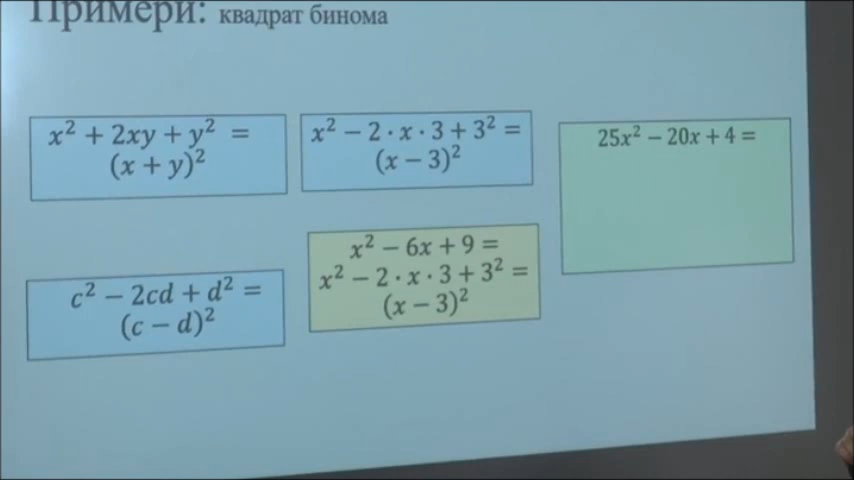 Примери: квадрат бинома
x² + 2xy + y² =
(x + y)²
x² − 2 · x · 3 + 3² =
(x − 3)²
25x² − 20x + 4 =
c² − 2cd + d² =
(c − d)²
x² − 6x + 9 =
x² − 2 · x · 3 + 3² =
(x − 3)²